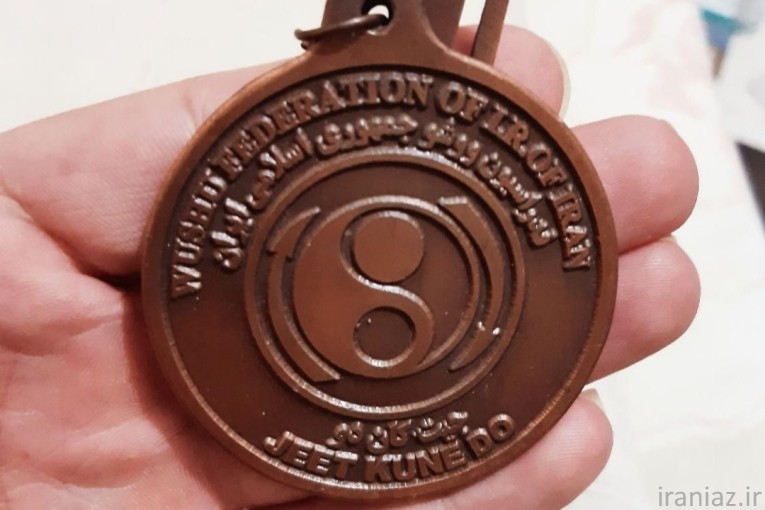 WUSHU FEDERATION OF I.R. OF IRAN
فدراسیون ووشو جمهوری اسلامی ایران
جیت کان دو
JEET KUNE DO
iraniaz.ir